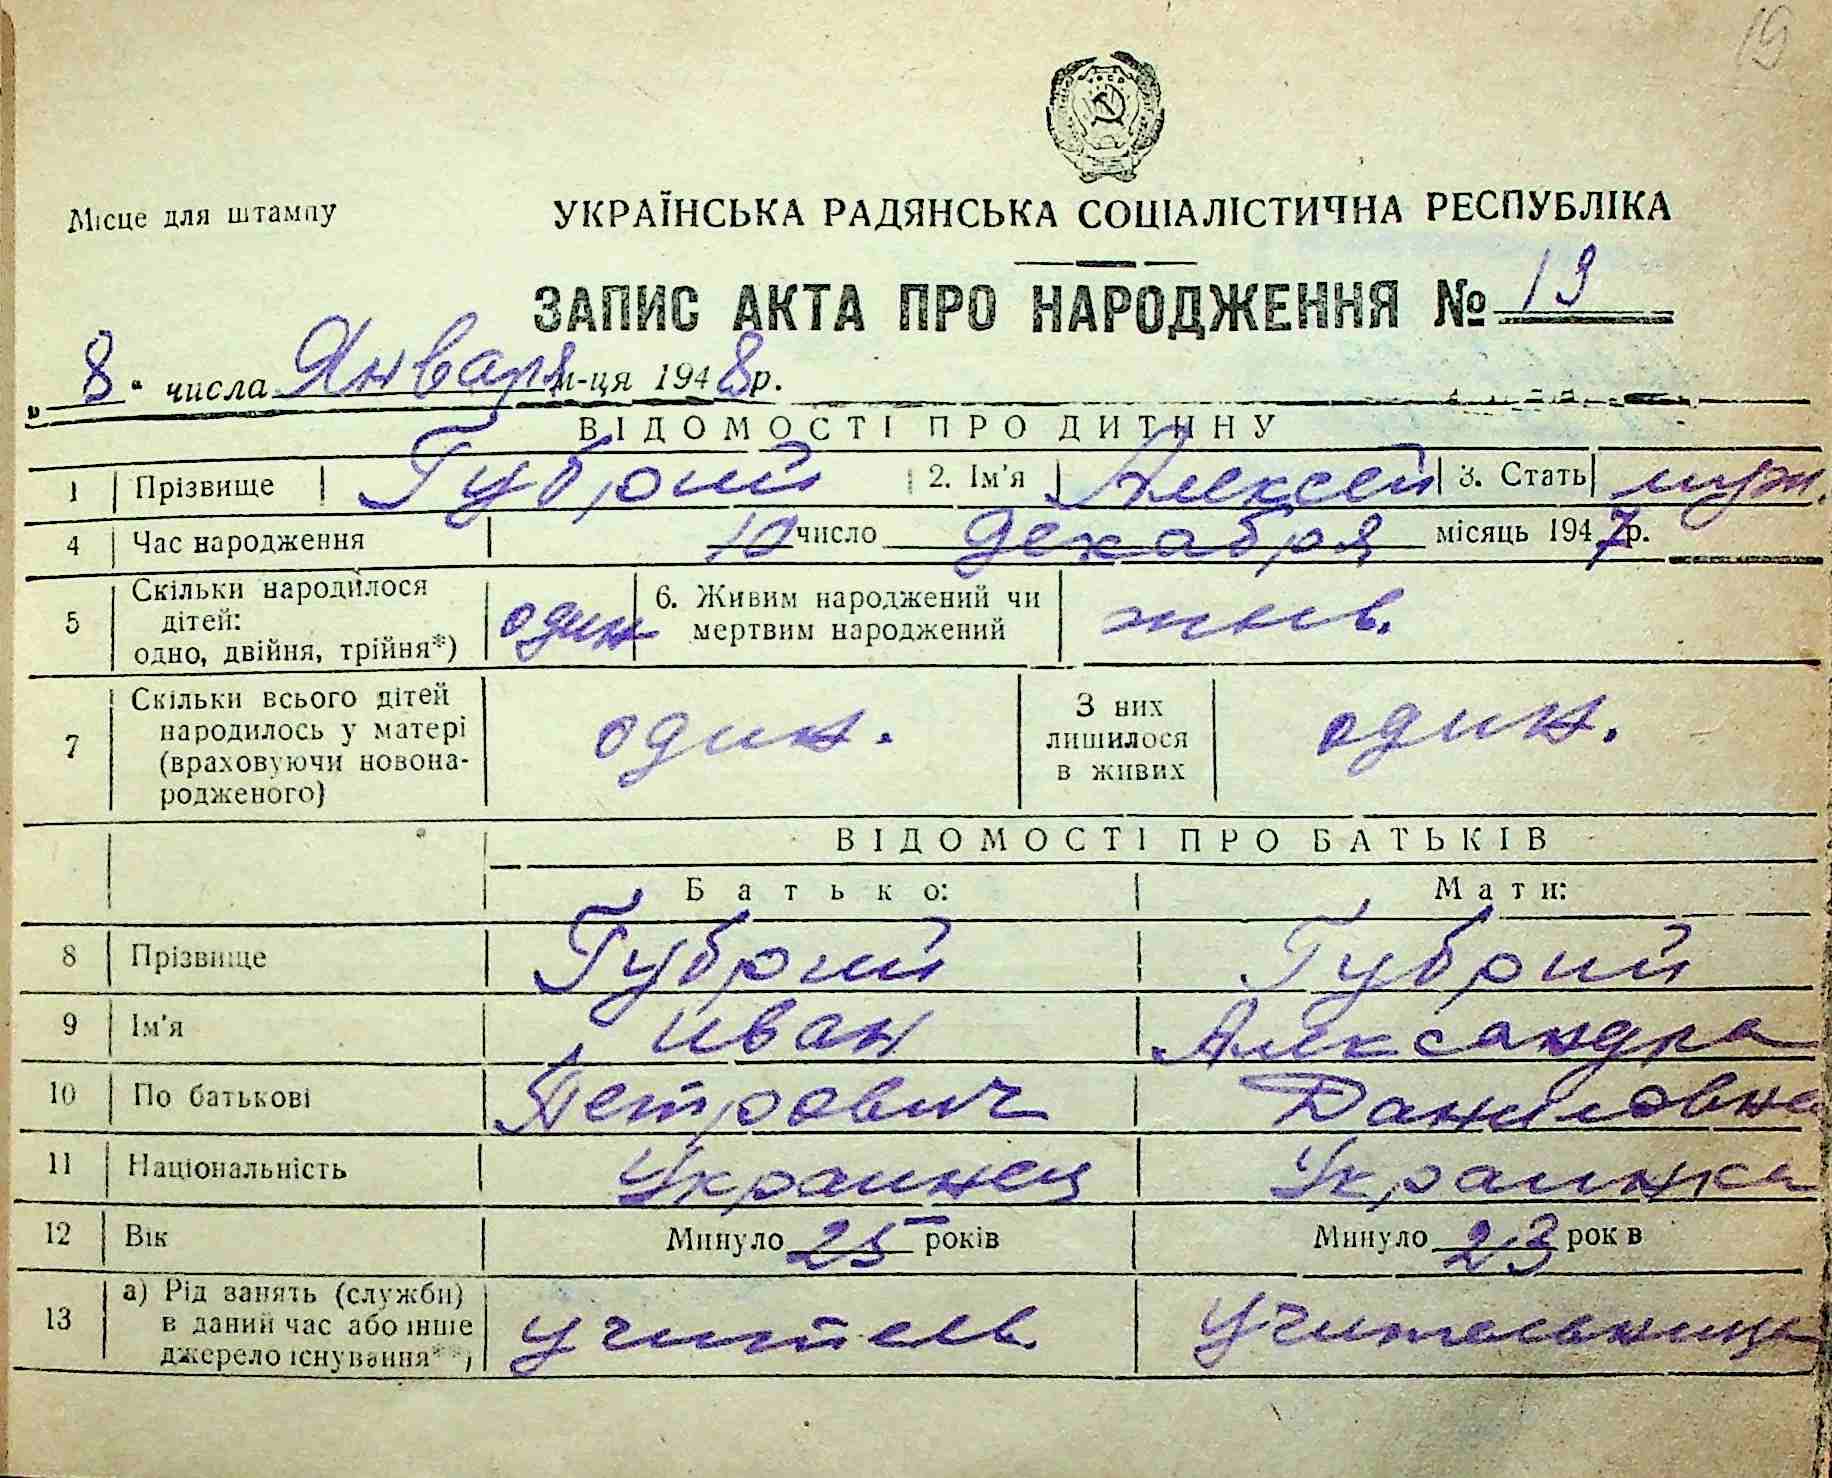 19
УРСР
Місце для штампу
УКРАЇНСЬКА РАДЯНСЬКА СОЦІАЛІСТИЧНА РЕСПУБЛІКА
ЗАПИС АКТА ПРО НАРОДЖЕННЯ № 19
„8“ числа Января м-ця 1948 р.
ВІДОМОСТІ ПРО ДИТИНУ
1 Прізвище Губрий 2. Ім'я Алексей 3. Стать муж.
4 Час народження 10 число декабря місяць 1947 р.
5 Скільки народилося дітей: одно, двійня, трійня*) один 6. Живим народжений чи мертвим народжений жив.
7 Скільки всього дітей народилось у матері (враховуючи новонародженого) один. З них лишилося в живих один.
ВІДОМОСТІ ПРО БАТЬКІВ
Батько: Мати:
8 Прізвище Губрий Губрий
9 Ім'я Иван Александра
10 По батькові Петрович Даниловна
11 Національність Украинец Украинка
12 Вік Минуло 25 років Минуло 23 років
13 а) Рід занять (служби) в даний час або інше джерело існування**) учитель учительница